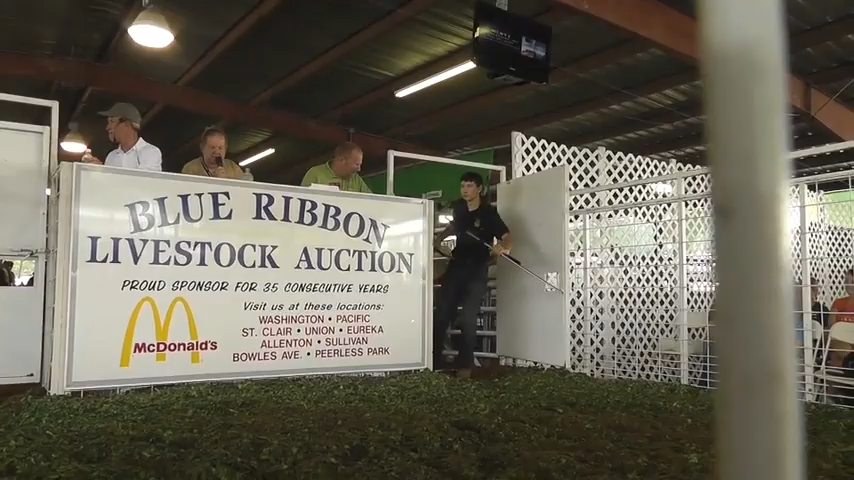 BLUE RIBBON
LIVESTOCK AUCTION
PROUD SPONSOR FOR 35 CONSECUTIVE YEARS
Visit us at these locations:
WASHINGTON • PACIFIC
ST. CLAIR • UNION • EUREKA
ALLENTON • SULLIVAN
BOWLES AVE. • PEERLESS PARK
McDonald's